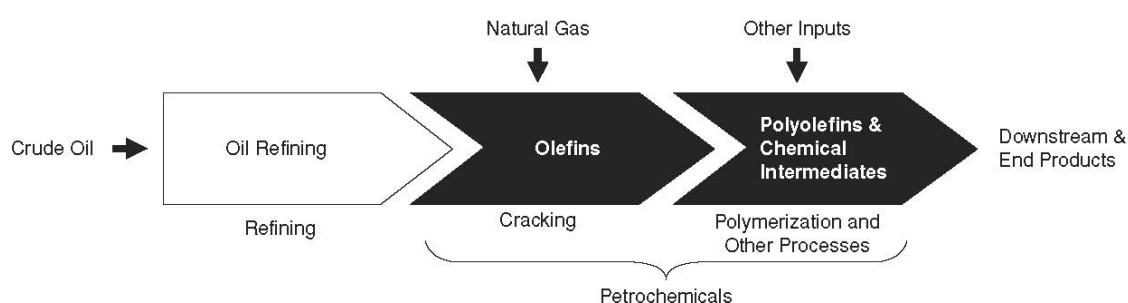 Natural Gas
Other Inputs
Crude Oil
Oil Refining
Olefins
Polyolefins &
Chemical
Intermediates
Downstream &
End Products
Refining
Cracking
Polymerization and
Other Processes
Petrochemicals